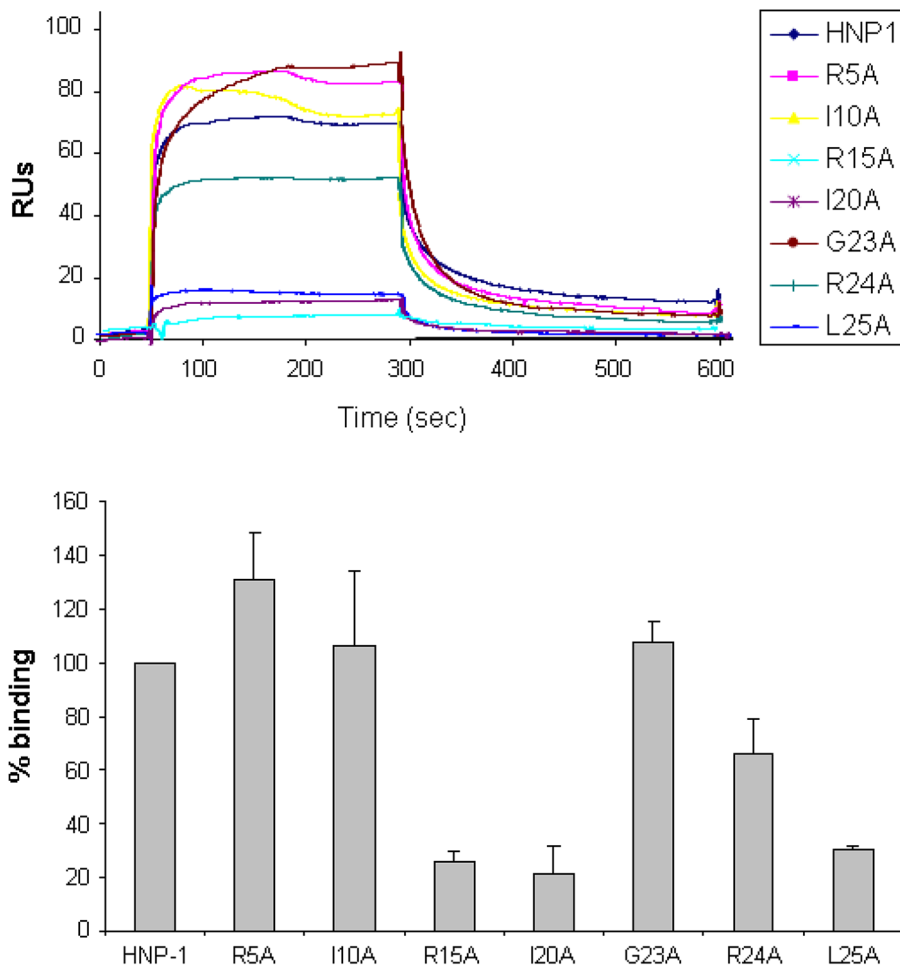 100
80
60
40
20
0
RUs
0 100 200 300 400 500 600
Time (sec)
HNP1
R5A
I10A
R15A
I20A
G23A
R24A
L25A
160
140
120
100
80
60
40
20
0
% binding
HNP-1 R5A I10A R15A I20A G23A R24A L25A